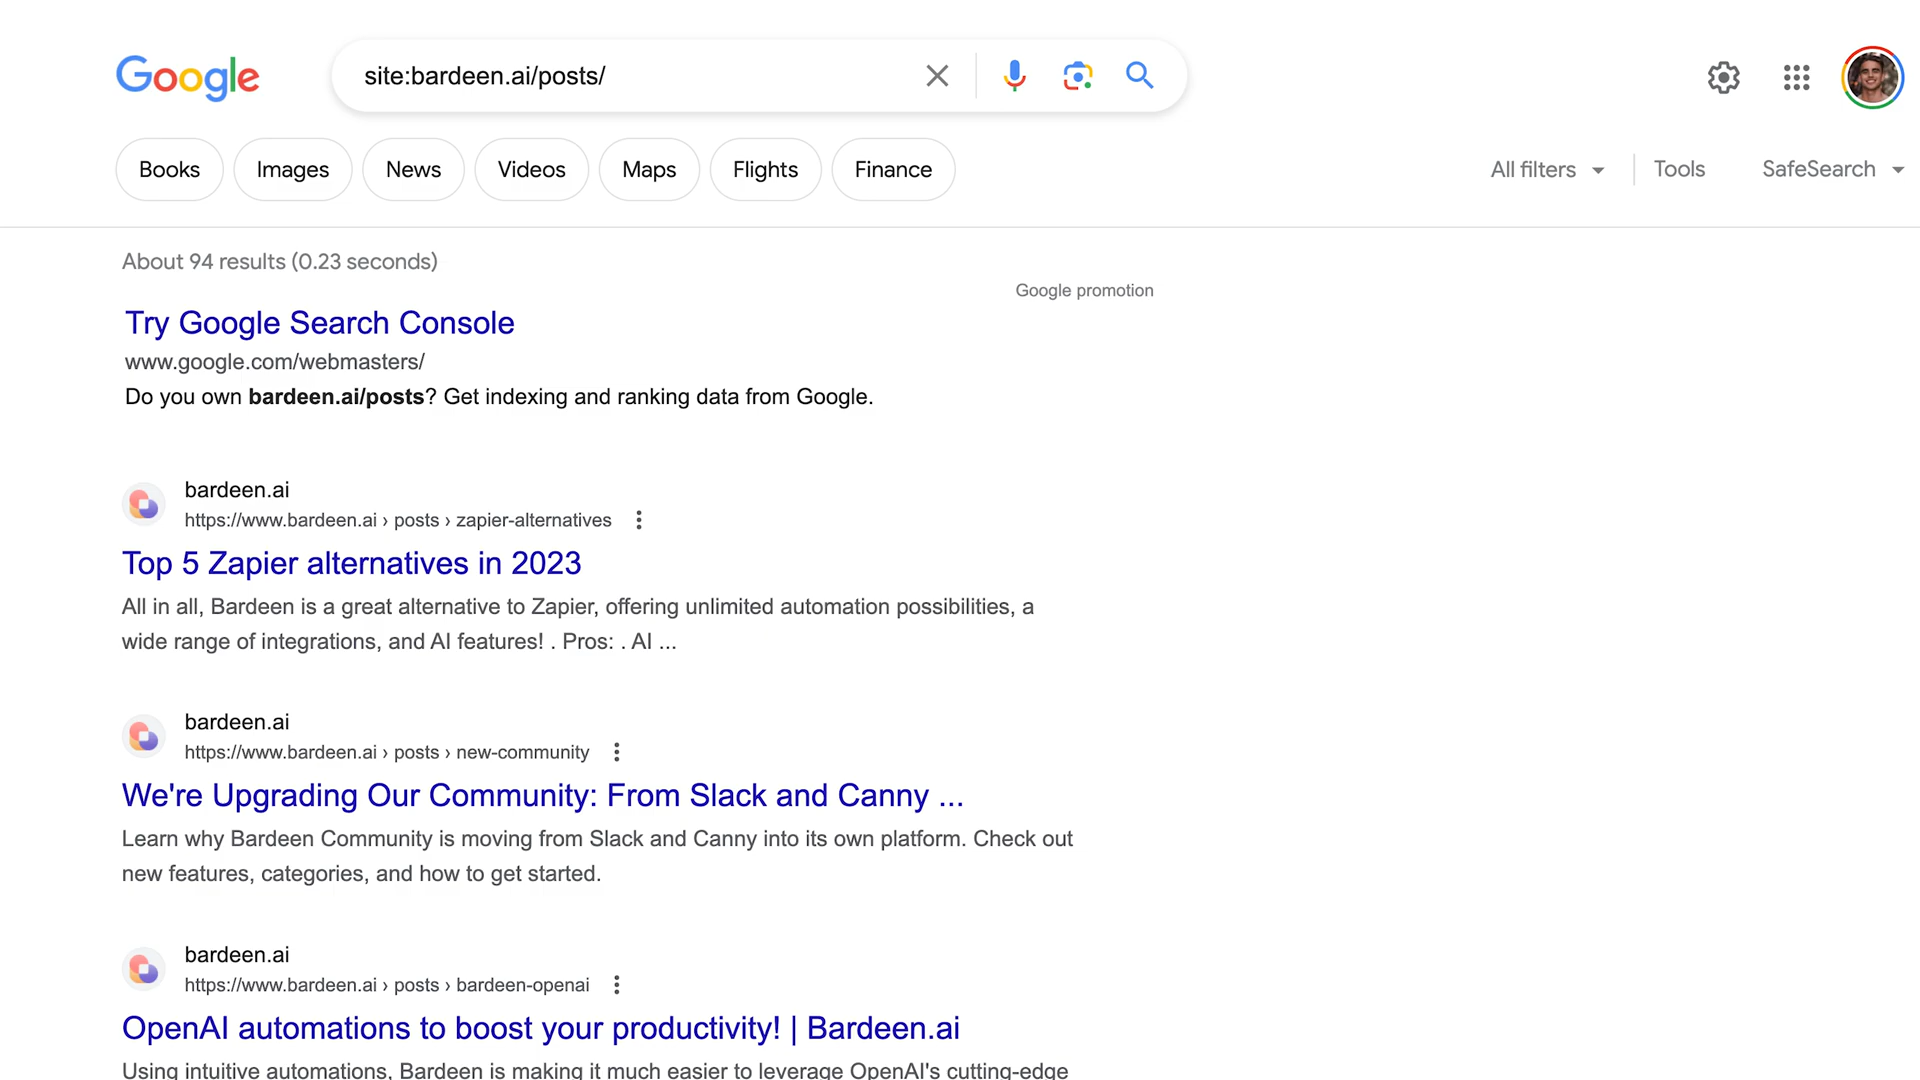 Google
site:bardeen.ai/posts/
Books
Images
News
Videos
Maps
Flights
Finance
All filters
Tools
SafeSearch
About 94 results (0.23 seconds)
Google promotion
Try Google Search Console
www.google.com/webmasters/
Do you own bardeen.ai/posts? Get indexing and ranking data from Google.
bardeen.ai
https://www.bardeen.ai › posts › zapier-alternatives
Top 5 Zapier alternatives in 2023
All in all, Bardeen is a great alternative to Zapier, offering unlimited automation possibilities, a
wide range of integrations, and AI features! . Pros: . AI ...
bardeen.ai
https://www.bardeen.ai › posts › new-community
We're Upgrading Our Community: From Slack and Canny ...
Learn why Bardeen Community is moving from Slack and Canny into its own platform. Check out
new features, categories, and how to get started.
bardeen.ai
https://www.bardeen.ai › posts › bardeen-openai
OpenAI automations to boost your productivity! | Bardeen.ai
Using intuitive automations, Bardeen is making it much easier to leverage OpenAI's cutting-edge